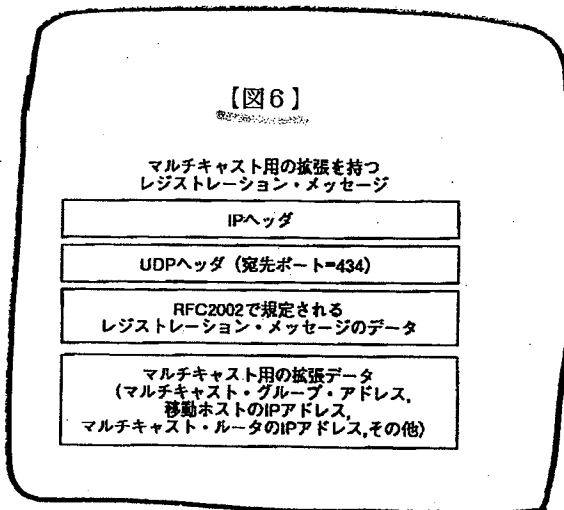 【図6】
マルチキャスト用の拡張を持つ
レジストレーション・メッセージ
IPヘッダ
UDPヘッダ（宛先ポート=434）
RFC2002で規定される
レジストレーション・メッセージのデータ
マルチキャスト用の拡張データ
(マルチキャスト・グループ・アドレス,
移動ホストのIPアドレス,
マルチキャスト・ルータのIPアドレス,その他)